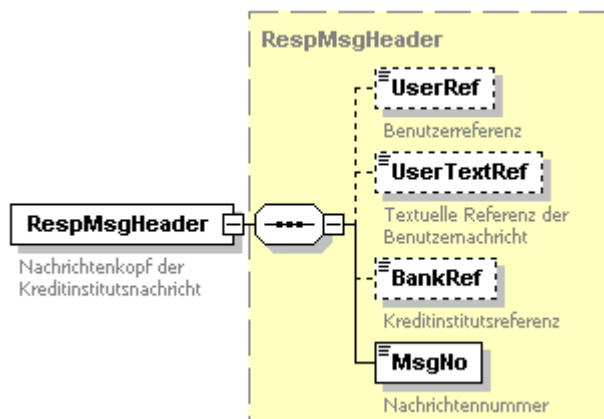 RespMsgHeader
UserRef
Benutzerreferenz
UserTextRef
Textuelle Referenz der
Benutzernachricht
RespMsgHeader
Nachrichtenkopf der
Kreditinstitutsnachricht
BankRef
Kreditinstitutsreferenz
MsgNo
Nachrichtennummer